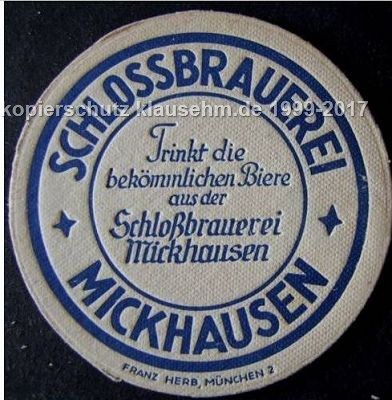 kopierschutz klausehm.de 1999-2017
SCHLOSSBRAUEREI
Trinkt die
bekömmlichen Biere
aus der
Schloßbrauerei
Mickhausen
MICKHAUSEN
FRANZ HERB, MÜNCHEN 2